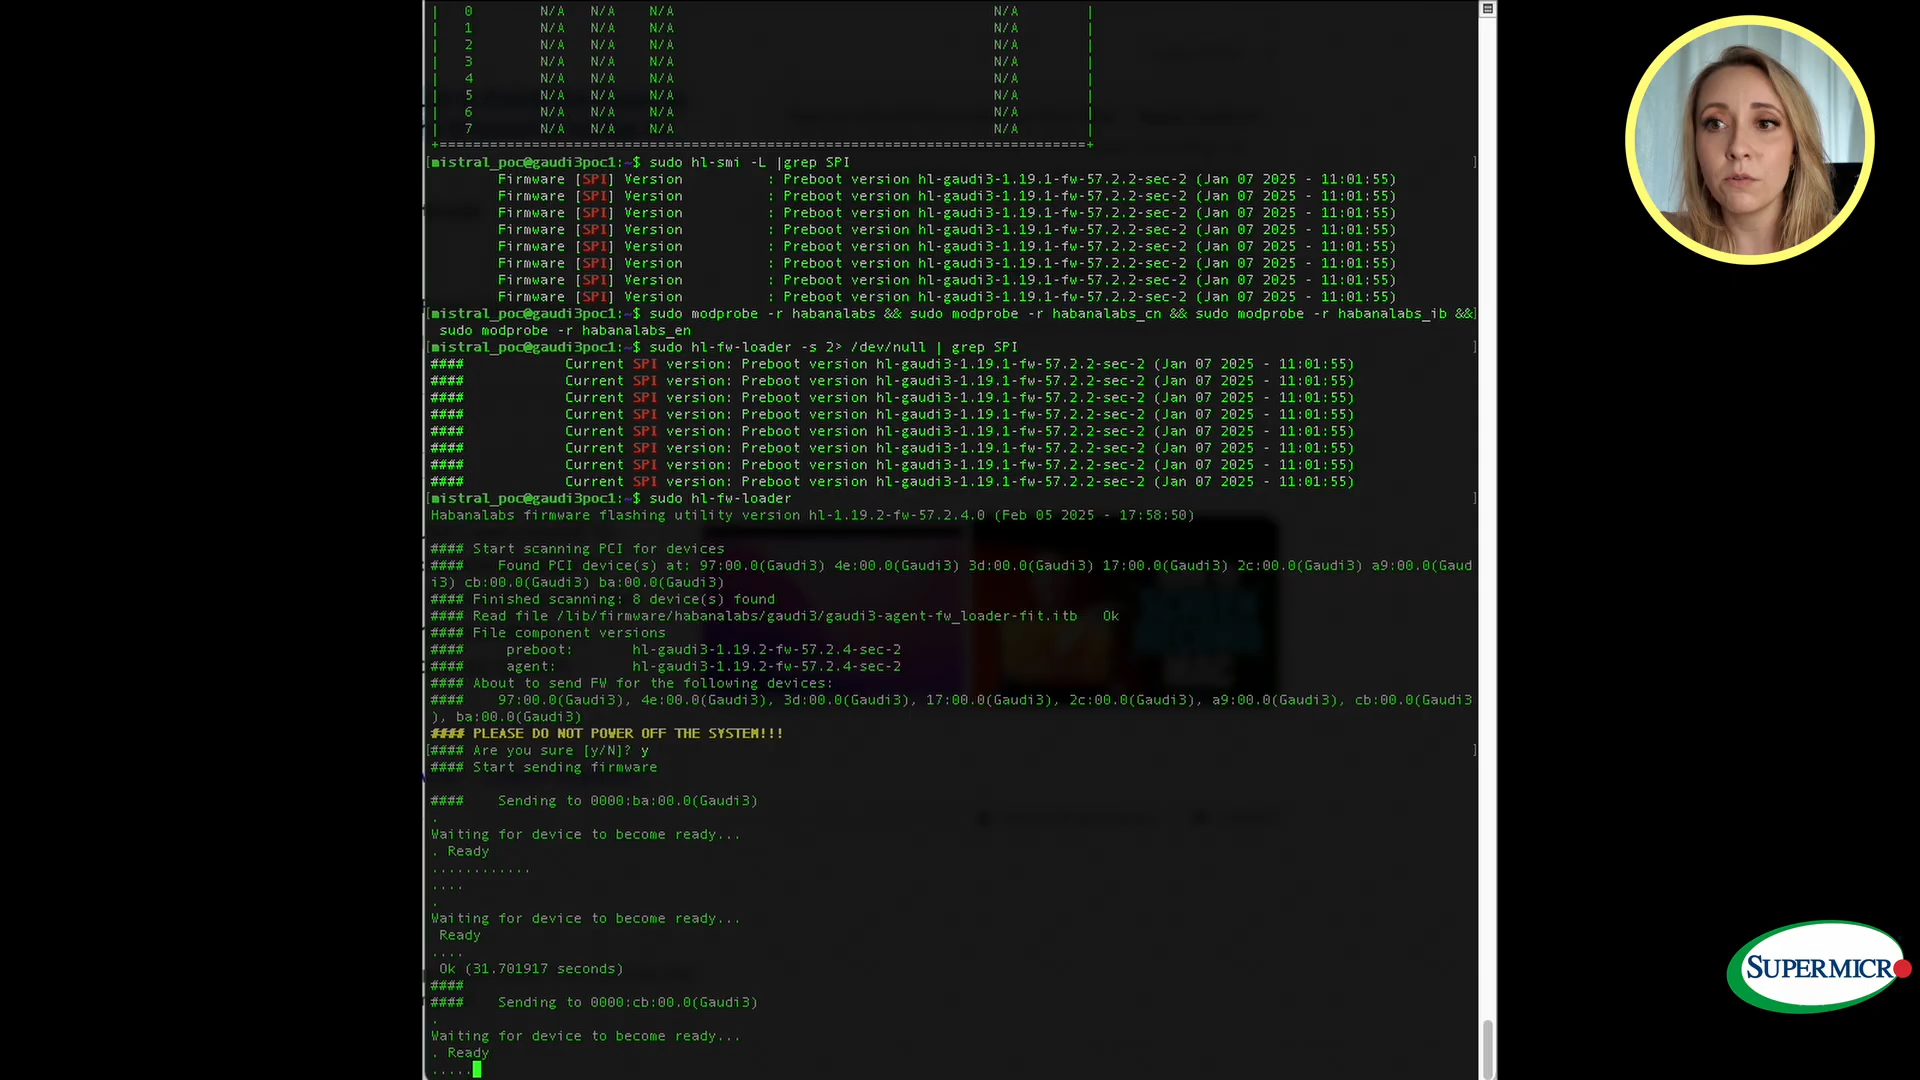 | 0 N/A N/A N/A N/A |
| 1 N/A N/A N/A N/A |
| 2 N/A N/A N/A N/A |
| 3 N/A N/A N/A N/A |
| 4 N/A N/A N/A N/A |
| 5 N/A N/A N/A N/A |
| 6 N/A N/A N/A N/A |
| 7 N/A N/A N/A N/A |
+=============================================================================+
[mistral_poc@gaudi3poc1:~$ sudo hl-smi -L |grep SPI ]
Firmware [SPI] Version : Preboot version hl-gaudi3-1.19.1-fw-57.2.2-sec-2 (Jan 07 2025 - 11:01:55)
Firmware [SPI] Version : Preboot version hl-gaudi3-1.19.1-fw-57.2.2-sec-2 (Jan 07 2025 - 11:01:55)
Firmware [SPI] Version : Preboot version hl-gaudi3-1.19.1-fw-57.2.2-sec-2 (Jan 07 2025 - 11:01:55)
Firmware [SPI] Version : Preboot version hl-gaudi3-1.19.1-fw-57.2.2-sec-2 (Jan 07 2025 - 11:01:55)
Firmware [SPI] Version : Preboot version hl-gaudi3-1.19.1-fw-57.2.2-sec-2 (Jan 07 2025 - 11:01:55)
Firmware [SPI] Version : Preboot version hl-gaudi3-1.19.1-fw-57.2.2-sec-2 (Jan 07 2025 - 11:01:55)
Firmware [SPI] Version : Preboot version hl-gaudi3-1.19.1-fw-57.2.2-sec-2 (Jan 07 2025 - 11:01:55)
Firmware [SPI] Version : Preboot version hl-gaudi3-1.19.1-fw-57.2.2-sec-2 (Jan 07 2025 - 11:01:55)
[mistral_poc@gaudi3poc1:~$ sudo modprobe -r habanalabs && sudo modprobe -r habanalabs_cn && sudo modprobe -r habanalabs_ib &&]
sudo modprobe -r habanalabs_en
[mistral_poc@gaudi3poc1:~$ sudo hl-fw-loader -s 2> /dev/null | grep SPI ]
#### Current SPI version: Preboot version hl-gaudi3-1.19.1-fw-57.2.2-sec-2 (Jan 07 2025 - 11:01:55)
#### Current SPI version: Preboot version hl-gaudi3-1.19.1-fw-57.2.2-sec-2 (Jan 07 2025 - 11:01:55)
#### Current SPI version: Preboot version hl-gaudi3-1.19.1-fw-57.2.2-sec-2 (Jan 07 2025 - 11:01:55)
#### Current SPI version: Preboot version hl-gaudi3-1.19.1-fw-57.2.2-sec-2 (Jan 07 2025 - 11:01:55)
#### Current SPI version: Preboot version hl-gaudi3-1.19.1-fw-57.2.2-sec-2 (Jan 07 2025 - 11:01:55)
#### Current SPI version: Preboot version hl-gaudi3-1.19.1-fw-57.2.2-sec-2 (Jan 07 2025 - 11:01:55)
#### Current SPI version: Preboot version hl-gaudi3-1.19.1-fw-57.2.2-sec-2 (Jan 07 2025 - 11:01:55)
#### Current SPI version: Preboot version hl-gaudi3-1.19.1-fw-57.2.2-sec-2 (Jan 07 2025 - 11:01:55)
[mistral_poc@gaudi3poc1:~$ sudo hl-fw-loader ]
Habanalabs firmware flashing utility version hl-1.19.2-fw-57.2.4.0 (Feb 05 2025 - 17:58:50)
#### Start scanning PCI for devices
#### Found PCI device(s) at: 97:00.0(Gaudi3) 4e:00.0(Gaudi3) 3d:00.0(Gaudi3) 17:00.0(Gaudi3) 2c:00.0(Gaudi3) a9:00.0(Gaud
i3) cb:00.0(Gaudi3) ba:00.0(Gaudi3)
#### Finished scanning: 8 device(s) found
#### Read file /lib/firmware/habanalabs/gaudi3/gaudi3-agent-fw_loader-fit.itb Ok
#### File component versions
#### preboot: hl-gaudi3-1.19.2-fw-57.2.4-sec-2
#### agent: hl-gaudi3-1.19.2-fw-57.2.4-sec-2
#### About to send FW for the following devices:
#### 97:00.0(Gaudi3), 4e:00.0(Gaudi3), 3d:00.0(Gaudi3), 17:00.0(Gaudi3), 2c:00.0(Gaudi3), a9:00.0(Gaudi3), cb:00.0(Gaudi3
), ba:00.0(Gaudi3)
#### PLEASE DO NOT POWER OFF THE SYSTEM!!!
[#### Are you sure [y/N]? y ]
#### Start sending firmware
#### Sending to 0000:ba:00.0(Gaudi3)
.
Waiting for device to become ready...
. Ready
............
....
.
Waiting for device to become ready...
Ready
....
Ok (31.701917 seconds)
####
#### Sending to 0000:cb:00.0(Gaudi3)
.
Waiting for device to become ready...
. Ready
.....
SUPERMICR